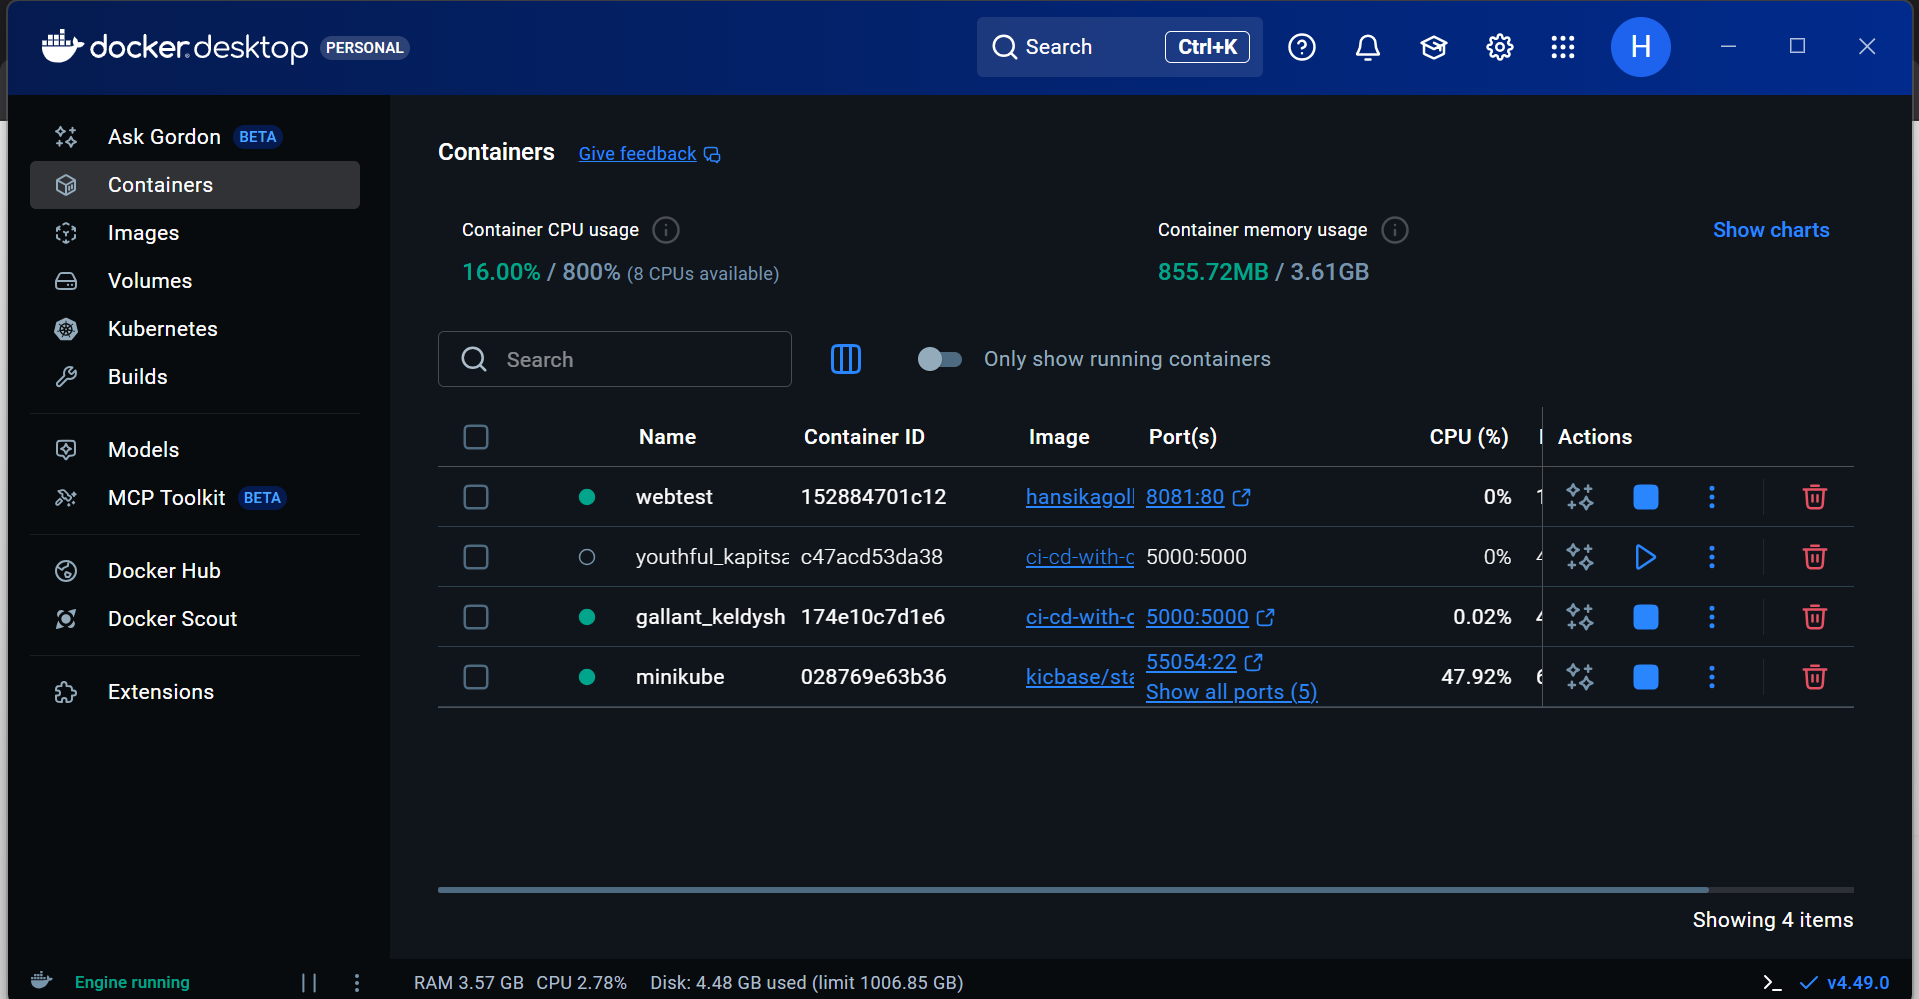 docker.desktop PERSONAL
Search Ctrl+K
H
Ask Gordon BETA
Containers
Images
Volumes
Kubernetes
Builds
Models
MCP Toolkit BETA
Docker Hub
Docker Scout
Extensions
Containers Give feedback
Container CPU usage
16.00% / 800% (8 CPUs available)
Container memory usage
855.72MB / 3.61GB
Show charts
Search
Only show running containers
Name Container ID Image Port(s) CPU (%) Actions
webtest 152884701c12 hansikagoll 8081:80 0% 1
youthful_kapitsa c47acd53da38 ci-cd-with-d 5000:5000 0% 4
gallant_keldysh 174e10c7d1e6 ci-cd-with-d 5000:5000 0.02% 4
minikube 028769e63b36 kicbase/sta 55054:22 47.92% 6
Show all ports (5)
Showing 4 items
Engine running
RAM 3.57 GB CPU 2.78% Disk: 4.48 GB used (limit 1006.85 GB)
v4.49.0